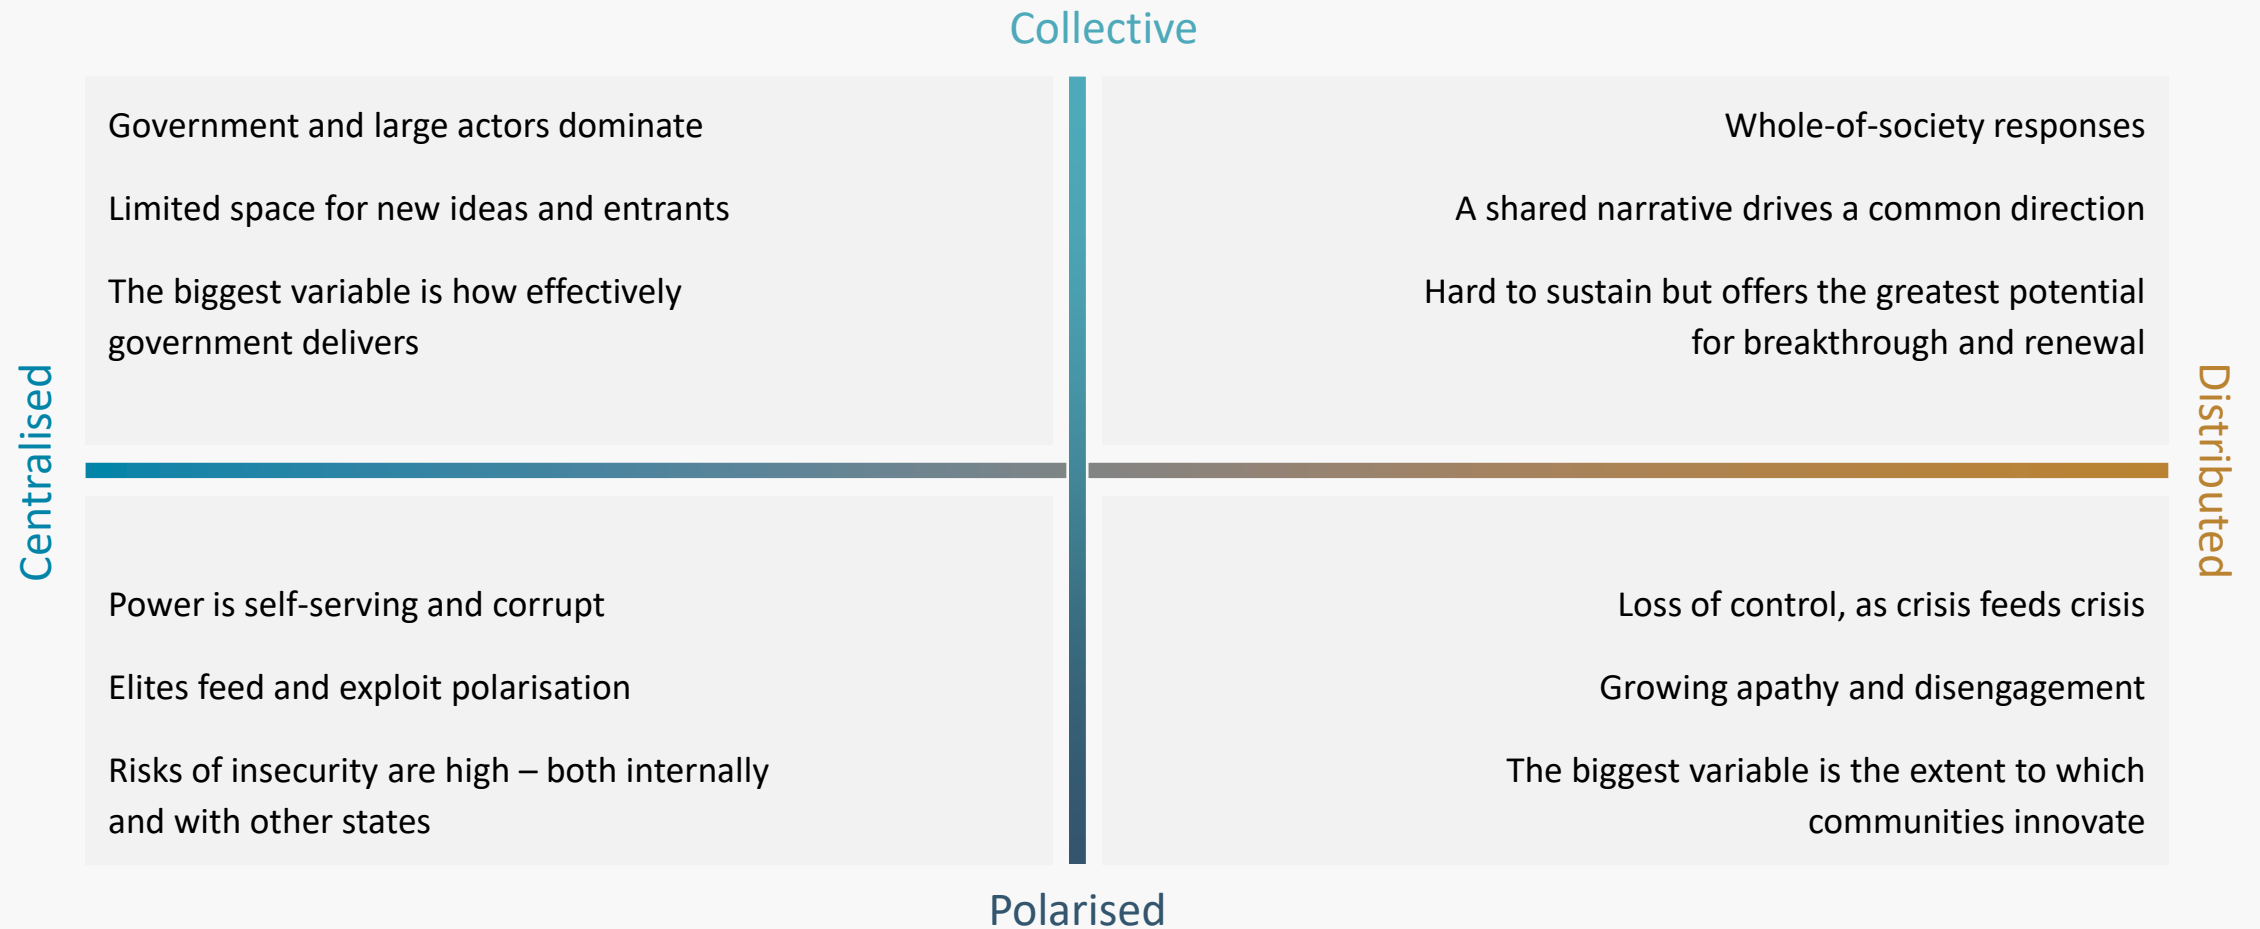 Collective
Government and large actors dominate
Limited space for new ideas and entrants
The biggest variable is how effectively
government delivers
Whole-of-society responses
A shared narrative drives a common direction
Hard to sustain but offers the greatest potential
for breakthrough and renewal
Centralised
Distributed
Power is self-serving and corrupt
Elites feed and exploit polarisation
Risks of insecurity are high – both internally
and with other states
Loss of control, as crisis feeds crisis
Growing apathy and disengagement
The biggest variable is the extent to which
communities innovate
Polarised